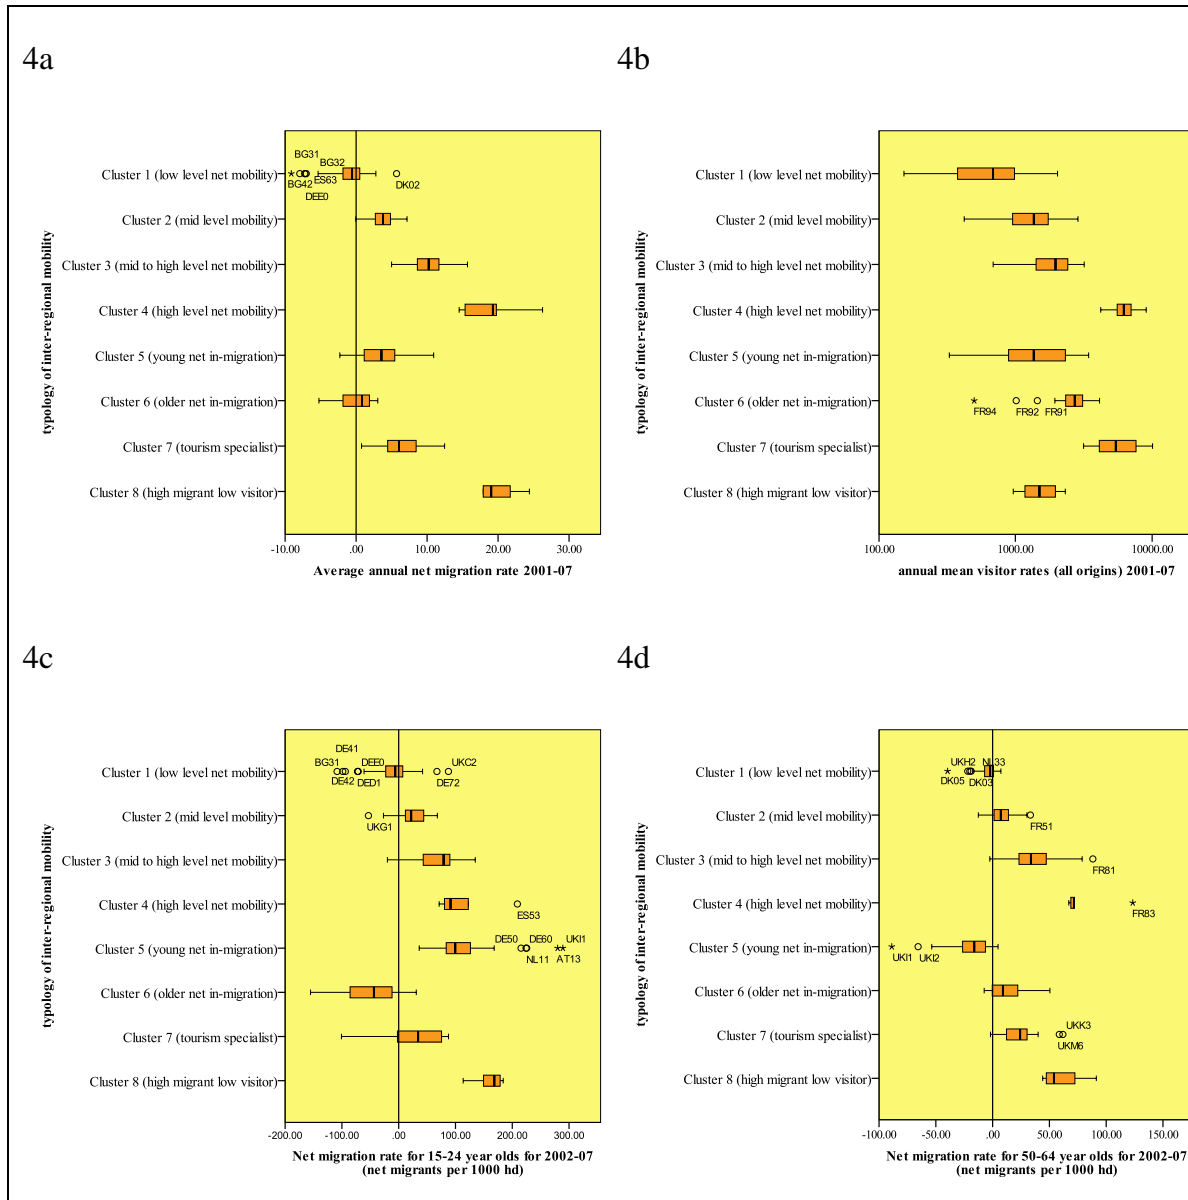 4a
4b
typology of inter-regional mobility
Cluster 1 (low level net mobility)
Cluster 2 (mid level mobility)
Cluster 3 (mid to high level net mobility)
Cluster 4 (high level net mobility)
Cluster 5 (young net in-migration)
Cluster 6 (older net in-migration)
Cluster 7 (tourism specialist)
Cluster 8 (high migrant low visitor)
BG31
BG32
BG42
ES63
DEE0
DK02
-10.00 .00 10.00 20.00 30.00
Average annual net migration rate 2001-07
typology of inter-regional mobility
Cluster 1 (low level net mobility)
Cluster 2 (mid level mobility)
Cluster 3 (mid to high level net mobility)
Cluster 4 (high level net mobility)
Cluster 5 (young net in-migration)
Cluster 6 (older net in-migration)
Cluster 7 (tourism specialist)
Cluster 8 (high migrant low visitor)
FR94
FR92
FR91
100.00 1000.00 10000.00
annual mean visitor rates (all origins) 2001-07
4c
4d
typology of inter-regional mobility
Cluster 1 (low level net mobility)
Cluster 2 (mid level mobility)
Cluster 3 (mid to high level net mobility)
Cluster 4 (high level net mobility)
Cluster 5 (young net in-migration)
Cluster 6 (older net in-migration)
Cluster 7 (tourism specialist)
Cluster 8 (high migrant low visitor)
DE41
BG31
DEE0
UKC2
DE42
DED1
DE72
UKG1
ES53
DE50
DE60
UKI1
NL11
AT13
-200.00 -100.00 .00 100.00 200.00 300.00
Net migration rate for 15-24 year olds for 2002-07
(net migrants per 1000 hd)
typology of inter-regional mobility
Cluster 1 (low level net mobility)
Cluster 2 (mid level mobility)
Cluster 3 (mid to high level net mobility)
Cluster 4 (high level net mobility)
Cluster 5 (young net in-migration)
Cluster 6 (older net in-migration)
Cluster 7 (tourism specialist)
Cluster 8 (high migrant low visitor)
UKH2
NL33
DK05
DK03
FR51
FR81
FR83
UKI1
UKI2
UKK3
UKM6
-100.00 -50.00 .00 50.00 100.00 150.00
Net migration rate for 50-64 year olds for 2002-07
(net migrants per 1000 hd)